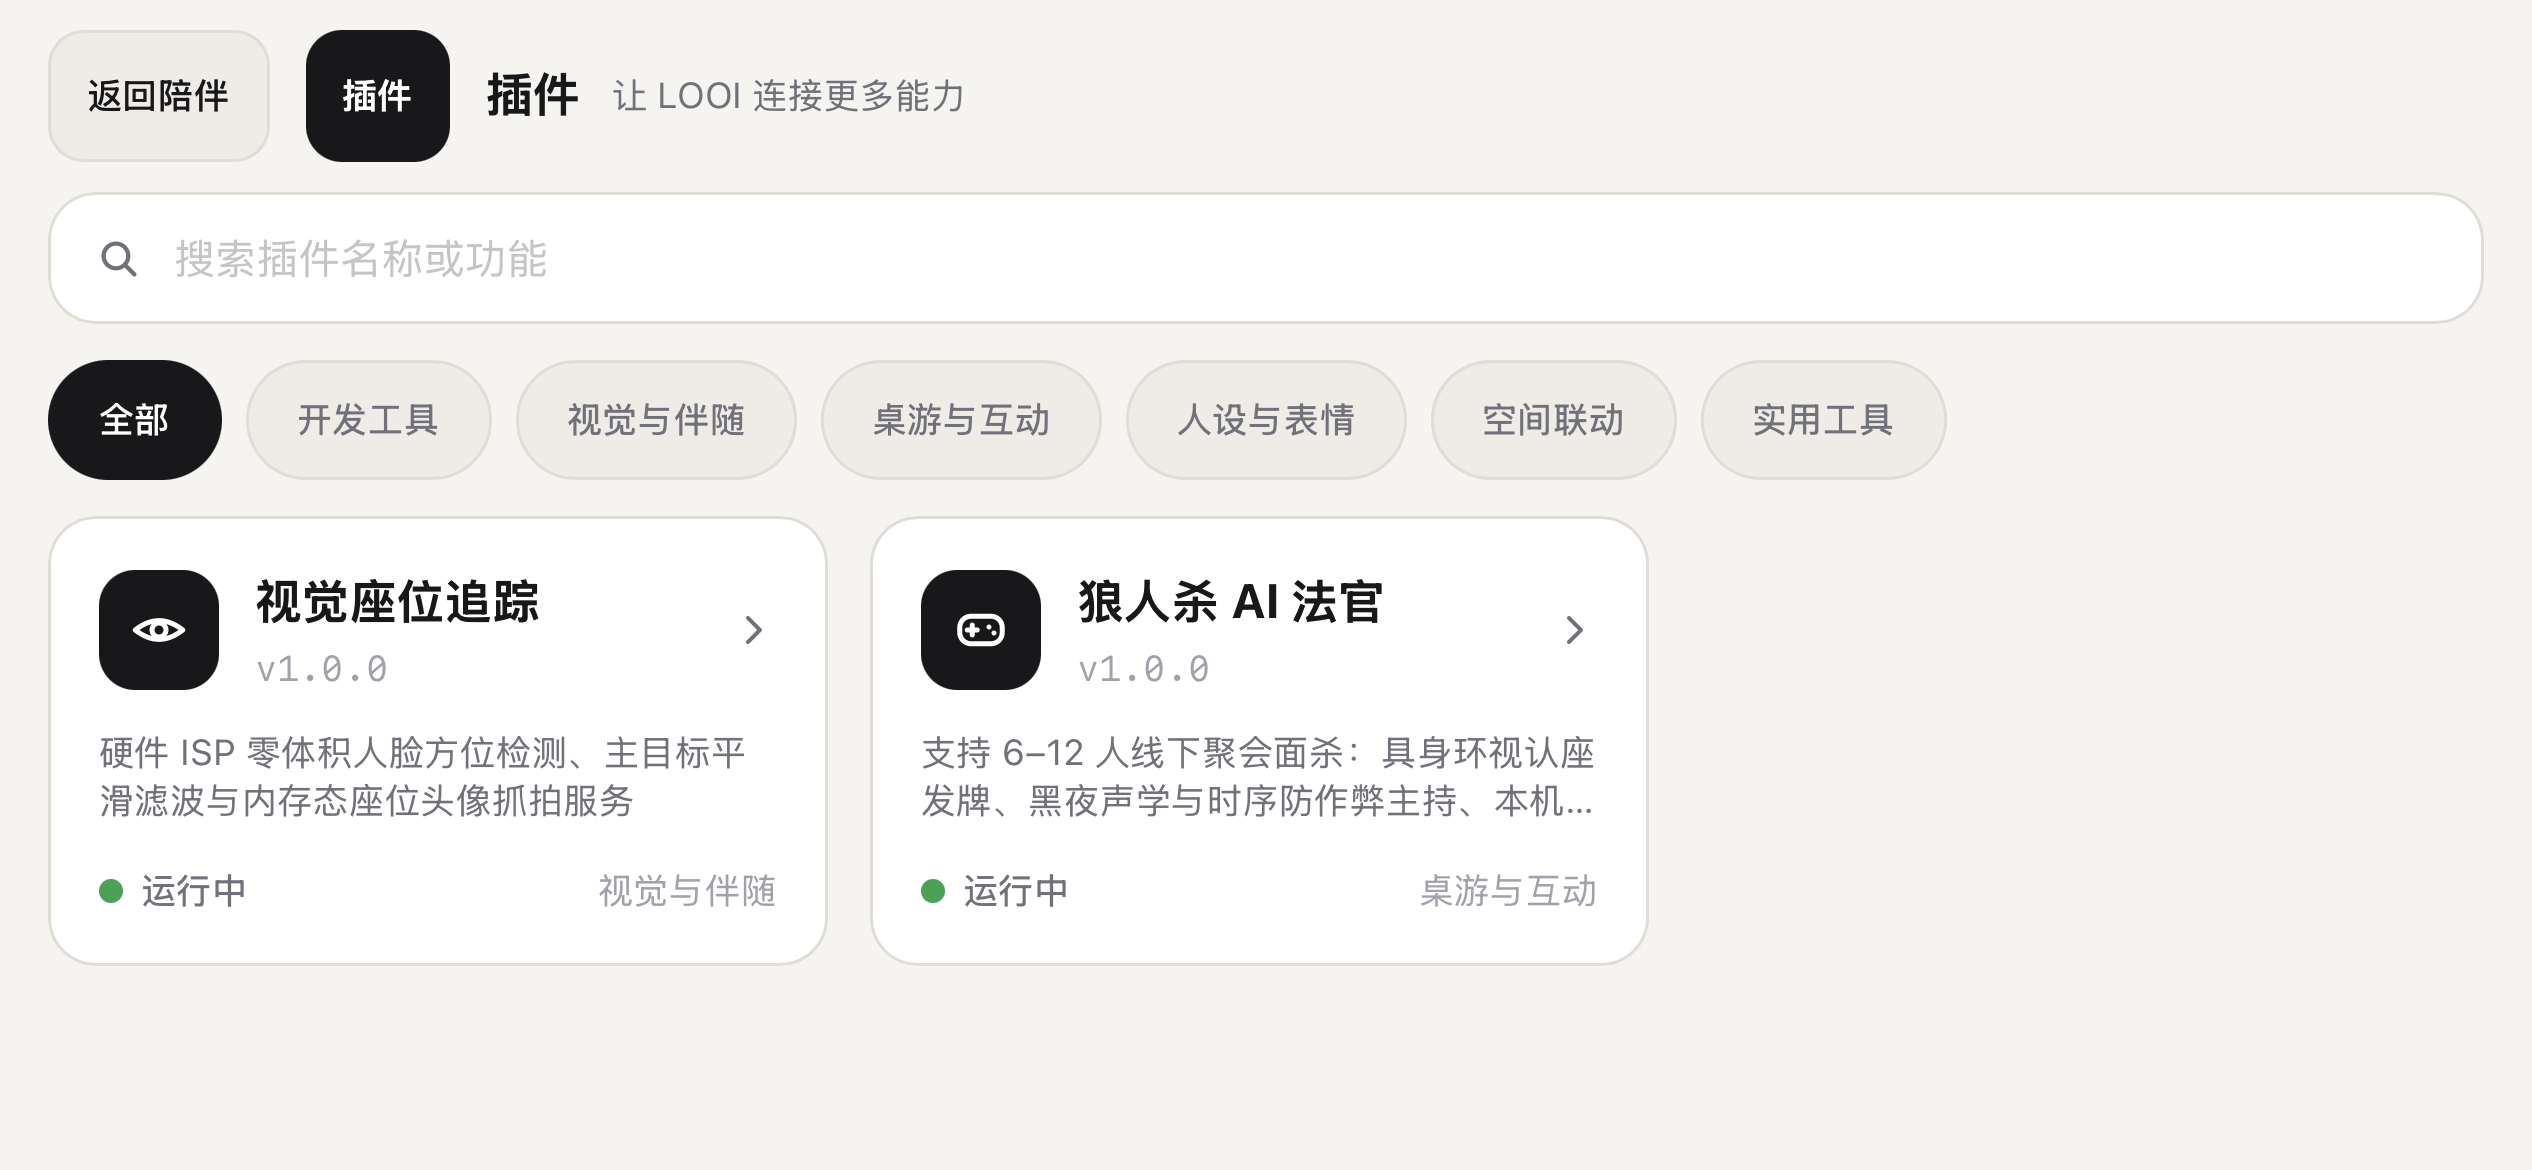 返回陪伴
插件
插件 让 LOOI 连接更多能力
搜索插件名称或功能
全部 开发工具 视觉与伴随 桌游与互动 人设与表情 空间联动 实用工具
视觉座位追踪
v1.0.0
硬件 ISP 零体积人脸方位检测、主目标平
滑滤波与内存态座位头像抓拍服务
运行中 视觉与伴随
狼人杀 AI 法官
v1.0.0
支持 6–12 人线下聚会面杀：具身环视认座
发牌、黑夜声学与时序防作弊主持、本机...
运行中 桌游与互动